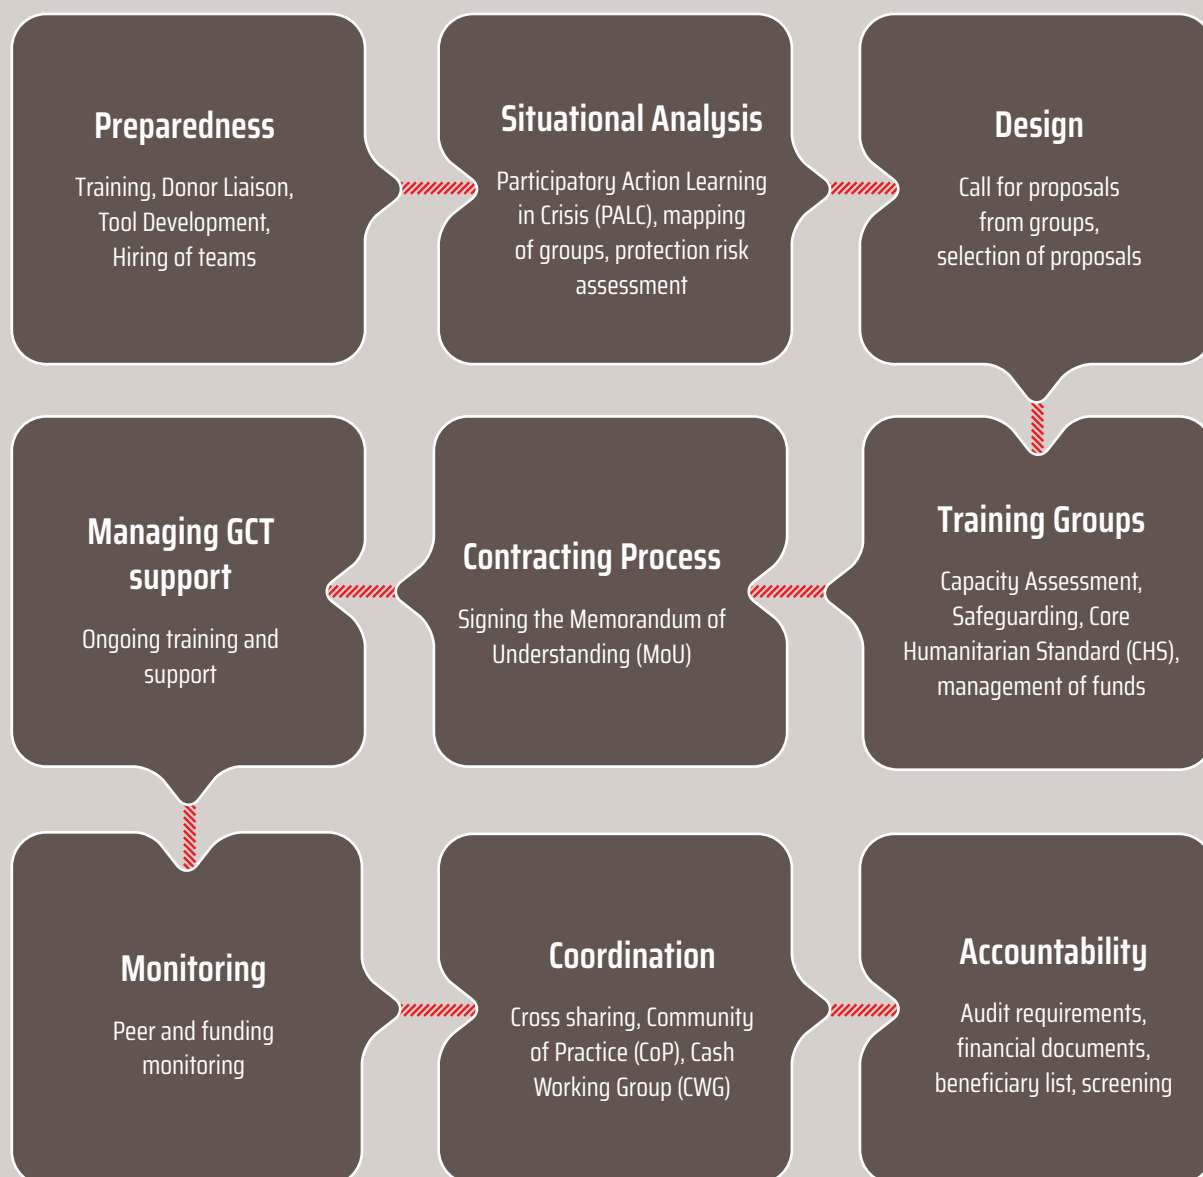 Preparedness
Training, Donor Liaison,
Tool Development,
Hiring of teams
Situational Analysis
Participatory Action Learning
in Crisis (PALC), mapping
of groups, protection risk
assessment
Design
Call for proposals
from groups,
selection of proposals
Training Groups
Capacity Assessment,
Safeguarding, Core
Humanitarian Standard (CHS),
management of funds
Contracting Process
Signing the Memorandum of
Understanding (MoU)
Managing GCT
support
Ongoing training and
support
Monitoring
Peer and funding
monitoring
Coordination
Cross sharing, Community
of Practice (CoP), Cash
Working Group (CWG)
Accountability
Audit requirements,
financial documents,
beneficiary list, screening